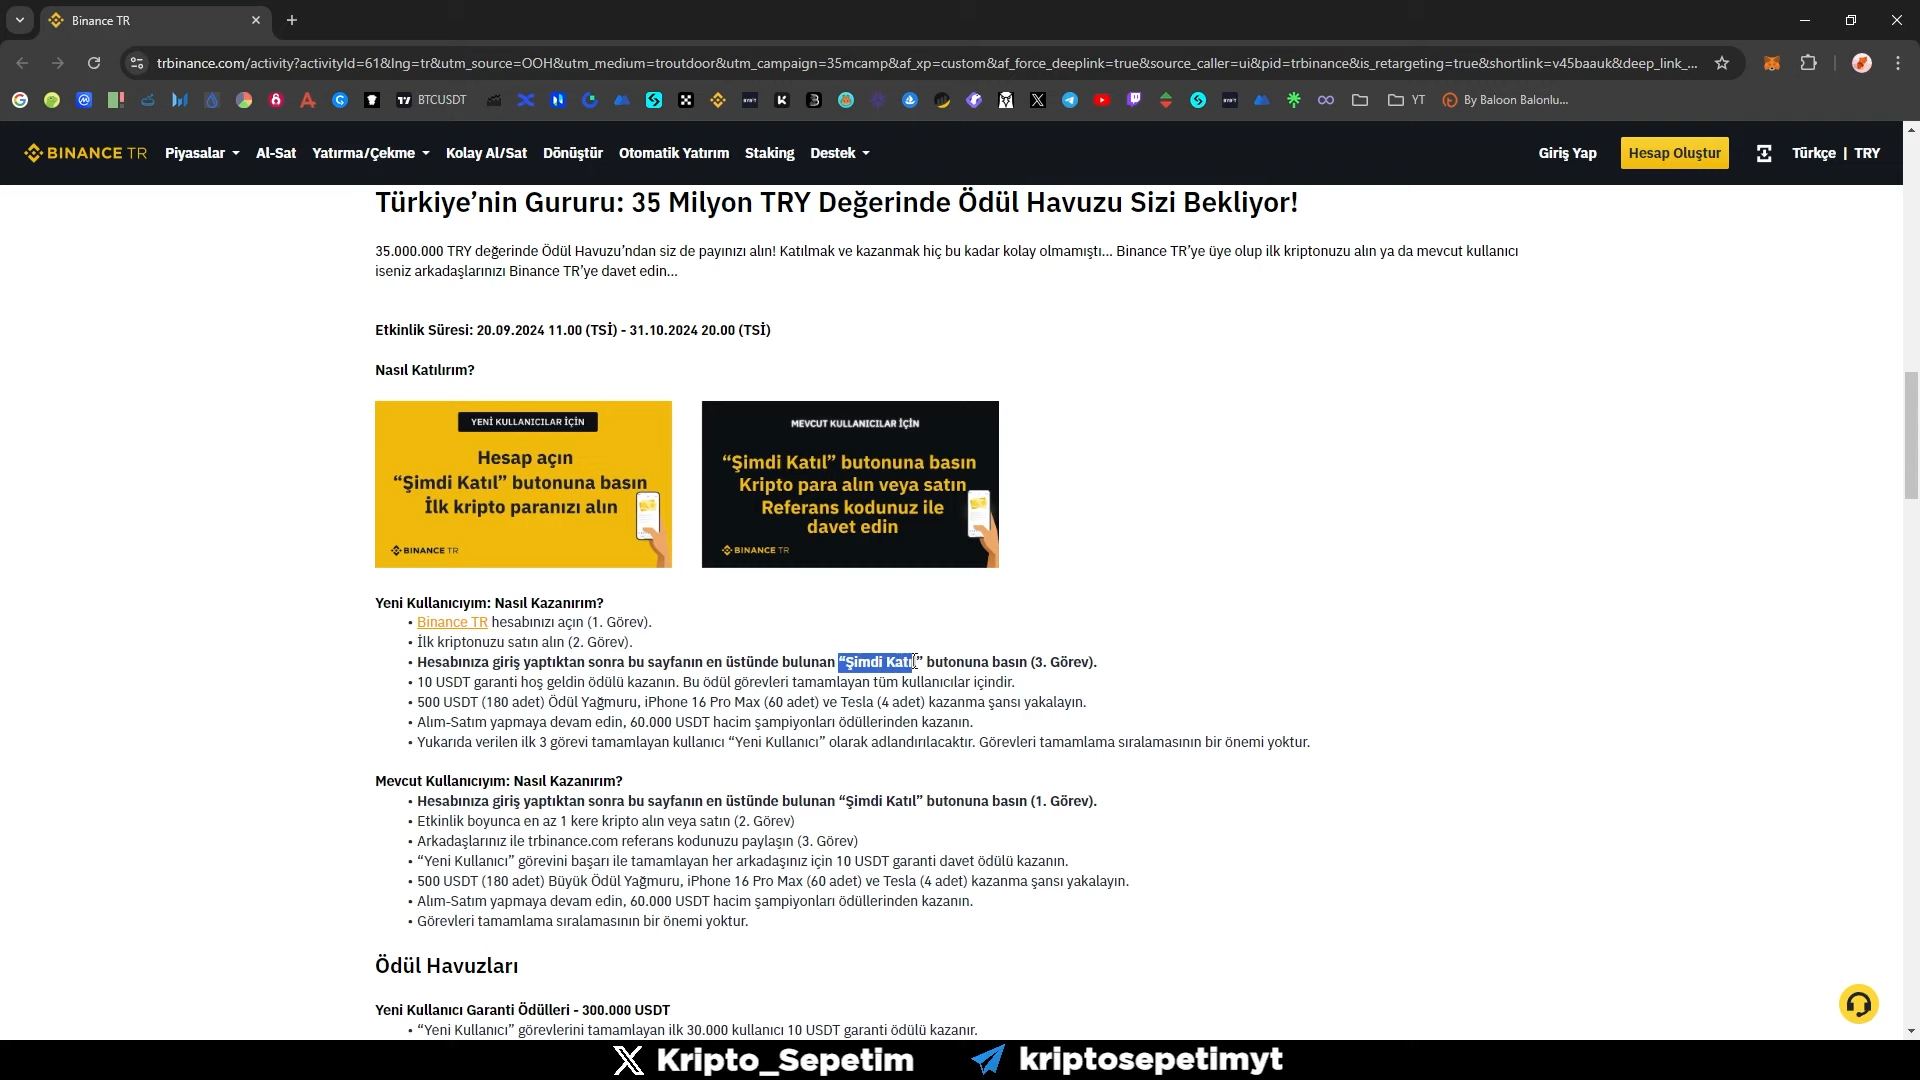 Binance TR
trbinance.com/activity?activityId=61&lng=tr&utm_source=OOH&utm_medium=troutdoor&utm_campaign=35mcamp&af_xp=custom&af_force_deeplink=true&source_caller=ui&pid=trbinance&is_retargeting=true&shortlink=v45baauk&deep_link_...
BTCUSDT YT By Baloon Balonlu...
BINANCE TR Piyasalar Al-Sat Yatırma/Çekme Kolay Al/Sat Dönüştür Otomatik Yatırım Staking Destek Giriş Yap Hesap Oluştur Türkçe | TRY
Türkiye’nin Gururu: 35 Milyon TRY Değerinde Ödül Havuzu Sizi Bekliyor!
35.000.000 TRY değerinde Ödül Havuzu’ndan siz de payınızı alın! Katılmak ve kazanmak hiç bu kadar kolay olmamıştı... Binance TR’ye üye olup ilk kriptonuzu alın ya da mevcut kullanıcı
iseniz arkadaşlarınızı Binance TR’ye davet edin...
Etkinlik Süresi: 20.09.2024 11.00 (TSİ) - 31.10.2024 20.00 (TSİ)
Nasıl Katılırım?
YENİ KULLANICILAR İÇİN
Hesap açın
“Şimdi Katıl” butonuna basın
İlk kripto paranızı alın
BINANCE TR
MEVCUT KULLANICILAR İÇİN
“Şimdi Katıl” butonuna basın
Kripto para alın veya satın
Referans kodunuz ile
davet edin
BINANCE TR
Yeni Kullanıcıyım: Nasıl Kazanırım?
• Binance TR hesabınızı açın (1. Görev).
• İlk kriptonuzu satın alın (2. Görev).
• Hesabınıza giriş yaptıktan sonra bu sayfanın en üstünde bulunan “Şimdi Katıl” butonuna basın (3. Görev).
• 10 USDT garanti hoş geldin ödülü kazanın. Bu ödül görevleri tamamlayan tüm kullanıcılar içindir.
• 500 USDT (180 adet) Ödül Yağmuru, iPhone 16 Pro Max (60 adet) ve Tesla (4 adet) kazanma şansı yakalayın.
• Alım-Satım yapmaya devam edin, 60.000 USDT hacim şampiyonları ödüllerinden kazanın.
• Yukarıda verilen ilk 3 görevi tamamlayan kullanıcı “Yeni Kullanıcı” olarak adlandırılacaktır. Görevleri tamamlama sıralamasının bir önemi yoktur.
Mevcut Kullanıcıyım: Nasıl Kazanırım?
• Hesabınıza giriş yaptıktan sonra bu sayfanın en üstünde bulunan “Şimdi Katıl” butonuna basın (1. Görev).
• Etkinlik boyunca en az 1 kere kripto alın veya satın (2. Görev)
• Arkadaşlarınız ile trbinance.com referans kodunuzu paylaşın (3. Görev)
• “Yeni Kullanıcı” görevini başarı ile tamamlayan her arkadaşınız için 10 USDT garanti davet ödülü kazanın.
• 500 USDT (180 adet) Büyük Ödül Yağmuru, iPhone 16 Pro Max (60 adet) ve Tesla (4 adet) kazanma şansı yakalayın.
• Alım-Satım yapmaya devam edin, 60.000 USDT hacim şampiyonları ödüllerinden kazanın.
• Görevleri tamamlama sıralamasının bir önemi yoktur.
Ödül Havuzları
Yeni Kullanıcı Garanti Ödülleri - 300.000 USDT
• “Yeni Kullanıcı” görevlerini tamamlayan ilk 30.000 kullanıcı 10 USDT garanti ödülü kazanır.
Kripto_Sepetim kriptosepetimyt